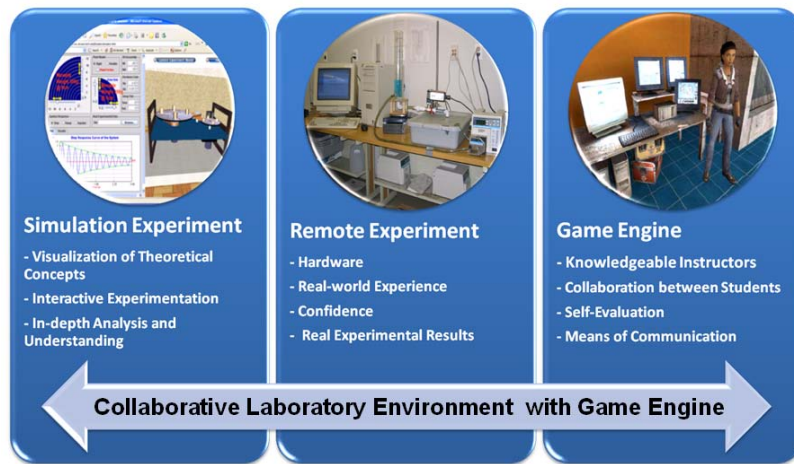 Simulation Experiment
- Visualization of Theoretical
Concepts
- Interactive Experimentation
- In-depth Analysis and
Understanding
Remote Experiment
- Hardware
- Real-world Experience
- Confidence
- Real Experimental Results
Game Engine
- Knowledgeable Instructors
- Collaboration between Students
- Self-Evaluation
- Means of Communication
Collaborative Laboratory Environment with Game Engine